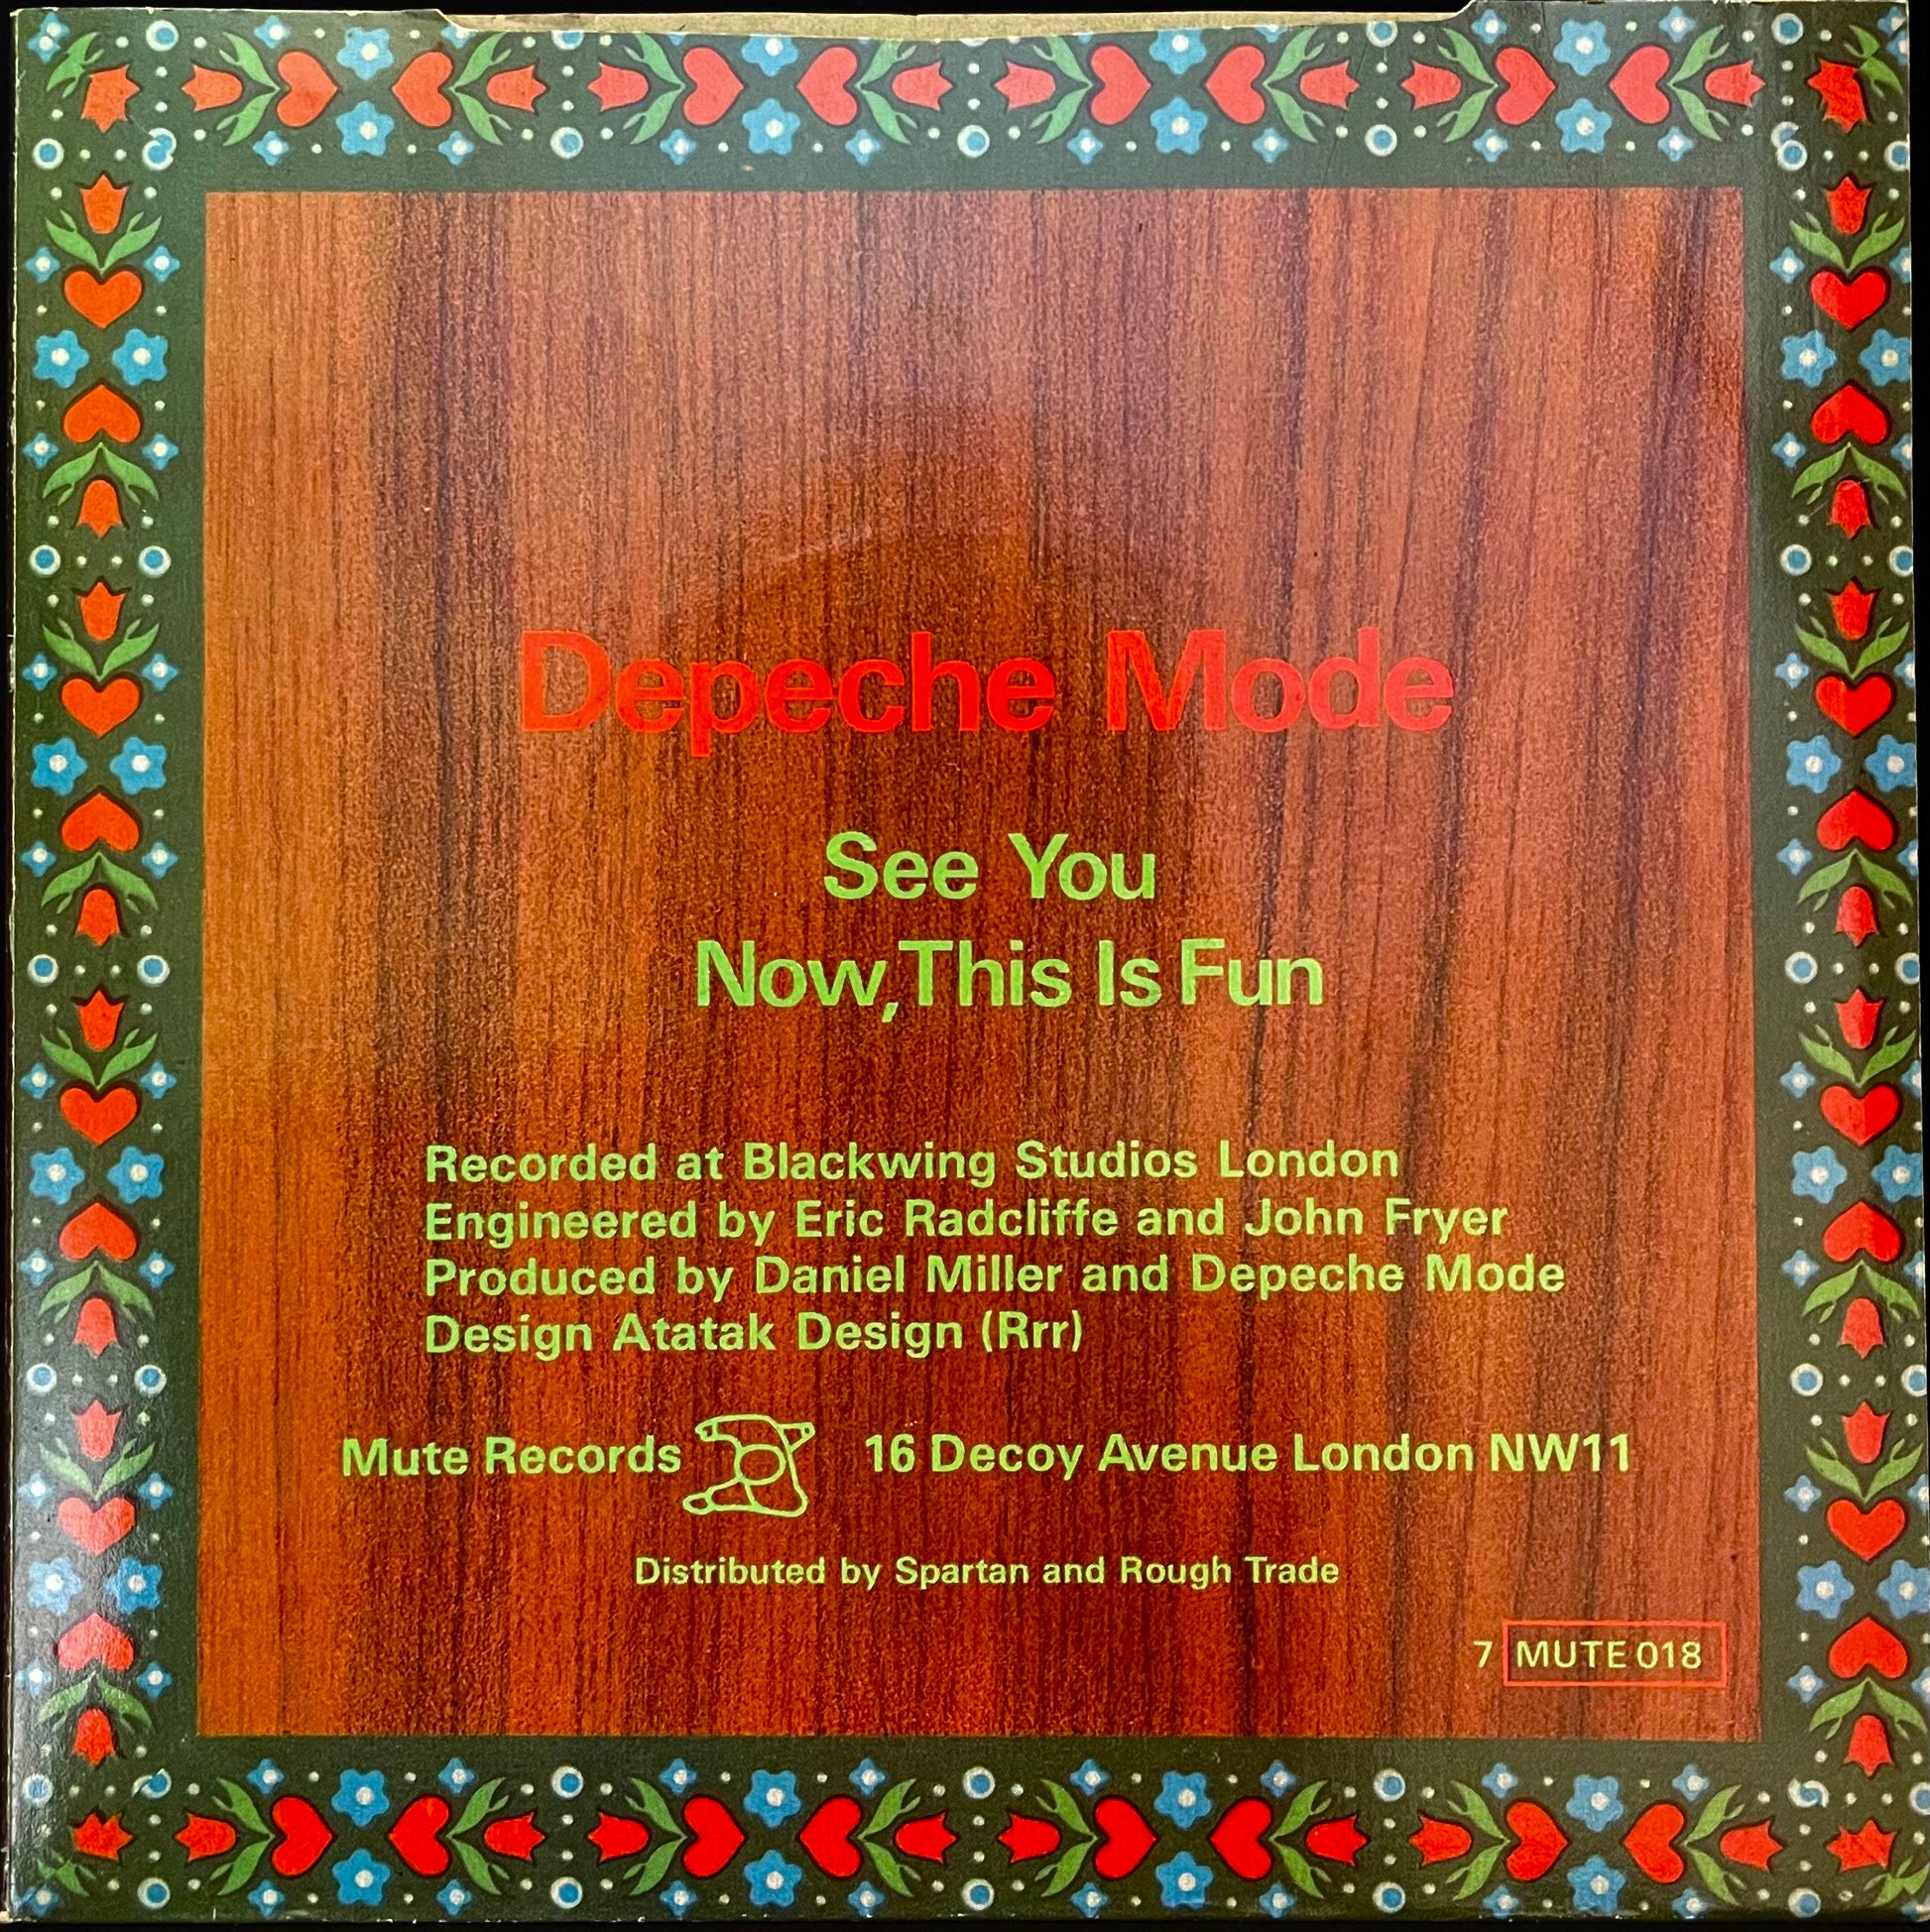 Depeche Mode
See You
Now, This Is Fun
Recorded at Blackwing Studios London
Engineered by Eric Radcliffe and John Fryer
Produced by Daniel Miller and Depeche Mode
Design Atatak Design (Rrr)
Mute Records 16 Decoy Avenue London NW11
Distributed by Spartan and Rough Trade
7 MUTE 018